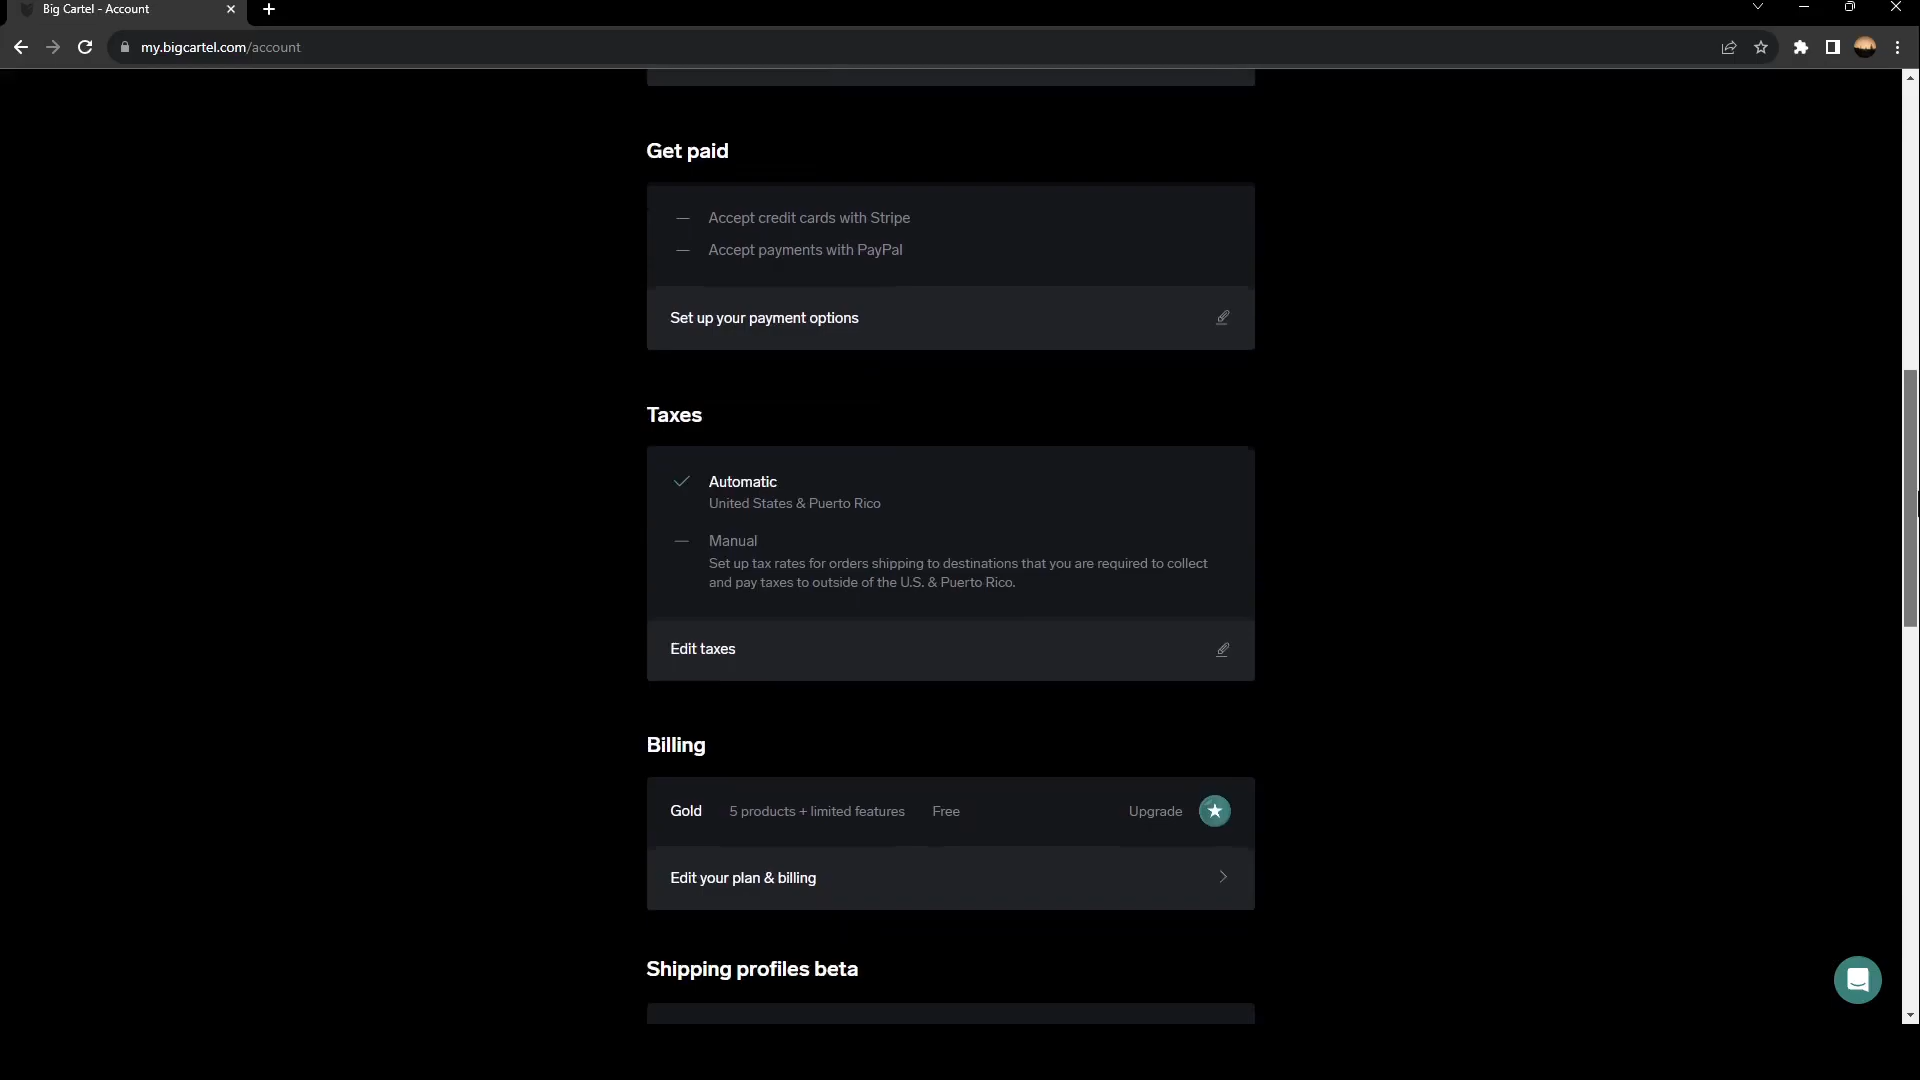 Big Cartel - Account
my.bigcartel.com/account
Get paid
Accept credit cards with Stripe
Accept payments with PayPal
Set up your payment options
Taxes
Automatic
United States & Puerto Rico
Manual
Set up tax rates for orders shipping to destinations that you are required to collect
and pay taxes to outside of the U.S. & Puerto Rico.
Edit taxes
Billing
Gold 5 products + limited features Free Upgrade
Edit your plan & billing
Shipping profiles beta